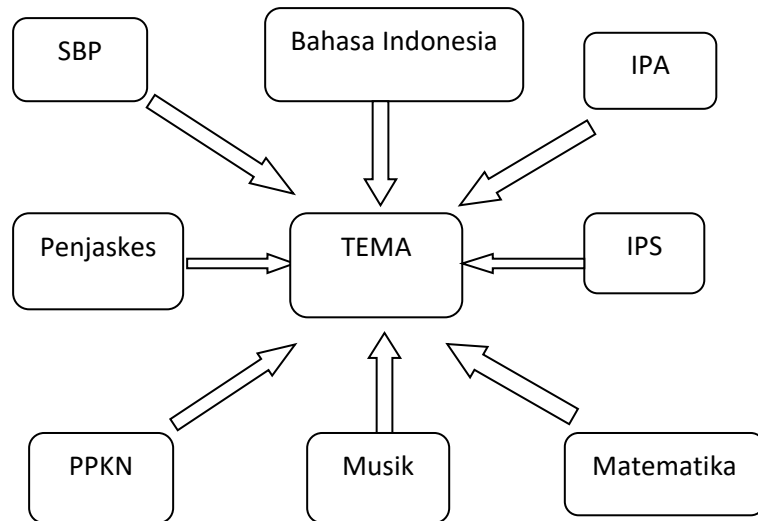 SBP
Bahasa Indonesia
IPA
Penjaskes
TEMA
IPS
PPKN
Musik
Matematika